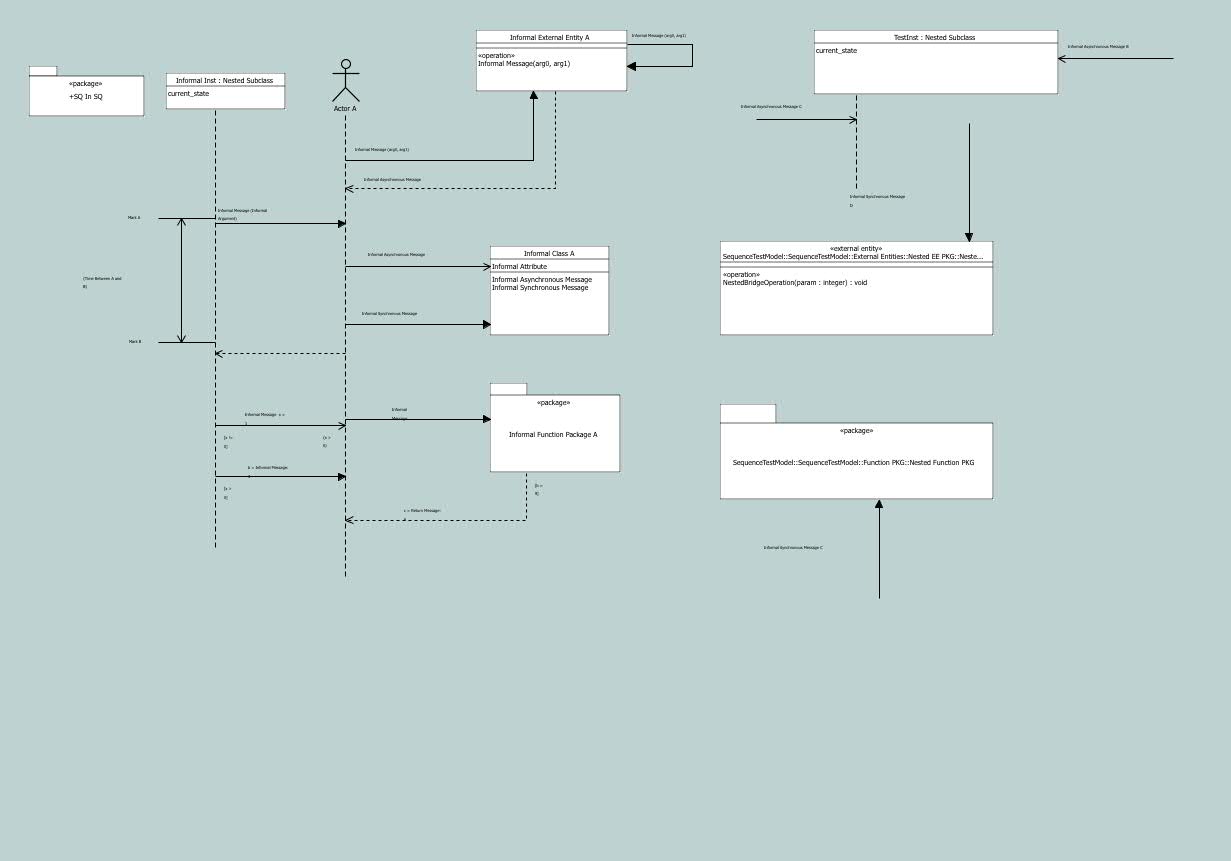 «package»
+SQ In SQ
Informal Inst : Nested Subclass
current_state
Actor A
Informal External Entity A
«operation»
Informal Message(arg0, arg1)
Informal Message (arg0, arg1)
TestInst : Nested Subclass
current_state
Informal Asynchronous Message B
Informal Asynchronous Message C
Informal Message (arg0, arg1)
Informal Asynchronous Message
Informal Synchronous Message
D
Mark A
Informal Message (Informal
Argument)
{Time Between A and
B}
Mark B
Informal Asynchronous Message
Informal Synchronous Message
Informal Class A
Informal Attribute
Informal Asynchronous Message
Informal Synchronous Message
«external entity»
SequenceTestModel::SequenceTestModel::External Entities::Nested EE PKG::Neste...
«operation»
NestedBridgeOperation(param : integer) : void
Informal Message
Informal
Message
«package»
Informal Function Package A
«package»
SequenceTestModel::SequenceTestModel::Function PKG::Nested Function PKG
= Informal Message:
= Return Message:
Informal Synchronous Message C